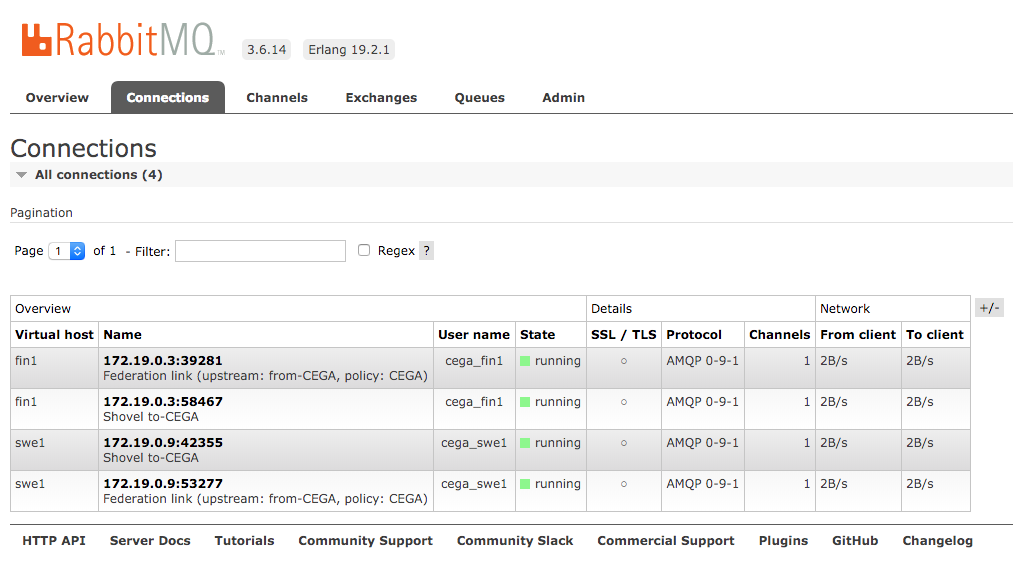 RabbitMQ™ 3.6.14 Erlang 19.2.1
Overview Connections Channels Exchanges Queues Admin
Connections
All connections (4)
Pagination
Page 1 of 1 - Filter: Regex ?
Overview Details Network +/-
Virtual host Name User name State SSL / TLS Protocol Channels From client To client
fin1 172.19.0.3:39281 cega_fin1 running ○ AMQP 0-9-1 1 2B/s 2B/s
Federation link (upstream: from-CEGA, policy: CEGA)
fin1 172.19.0.3:58467 cega_fin1 running ○ AMQP 0-9-1 1 2B/s 2B/s
Shovel to-CEGA
swe1 172.19.0.9:42355 cega_swe1 running ○ AMQP 0-9-1 1 2B/s 2B/s
Shovel to-CEGA
swe1 172.19.0.9:53277 cega_swe1 running ○ AMQP 0-9-1 1 2B/s 2B/s
Federation link (upstream: from-CEGA, policy: CEGA)
HTTP API Server Docs Tutorials Community Support Community Slack Commercial Support Plugins GitHub Changelog